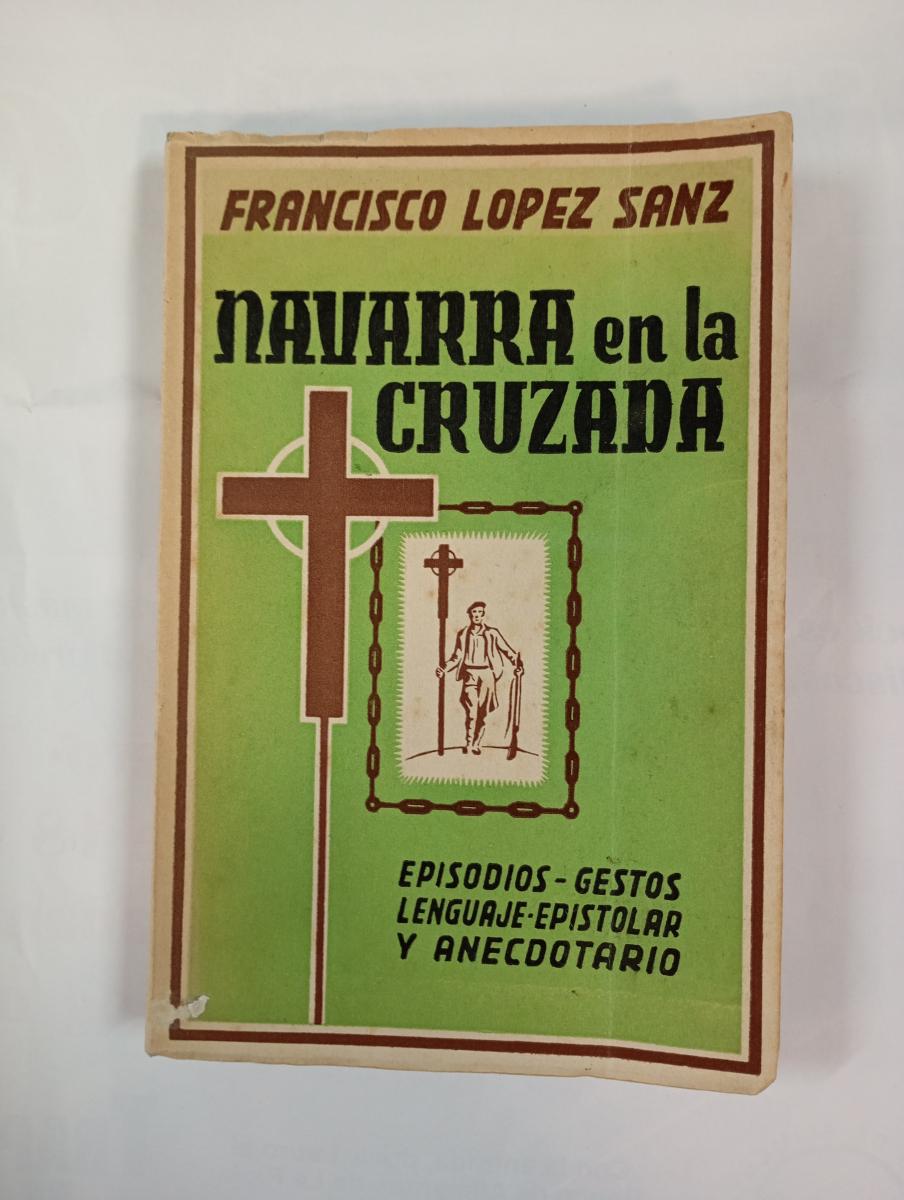 FRANCISCO LOPEZ SANZ
NAVARRA en la
CRUZADA
EPISODIOS - GESTOS
LENGUAJE-EPISTOLAR
Y ANECDOTARIO